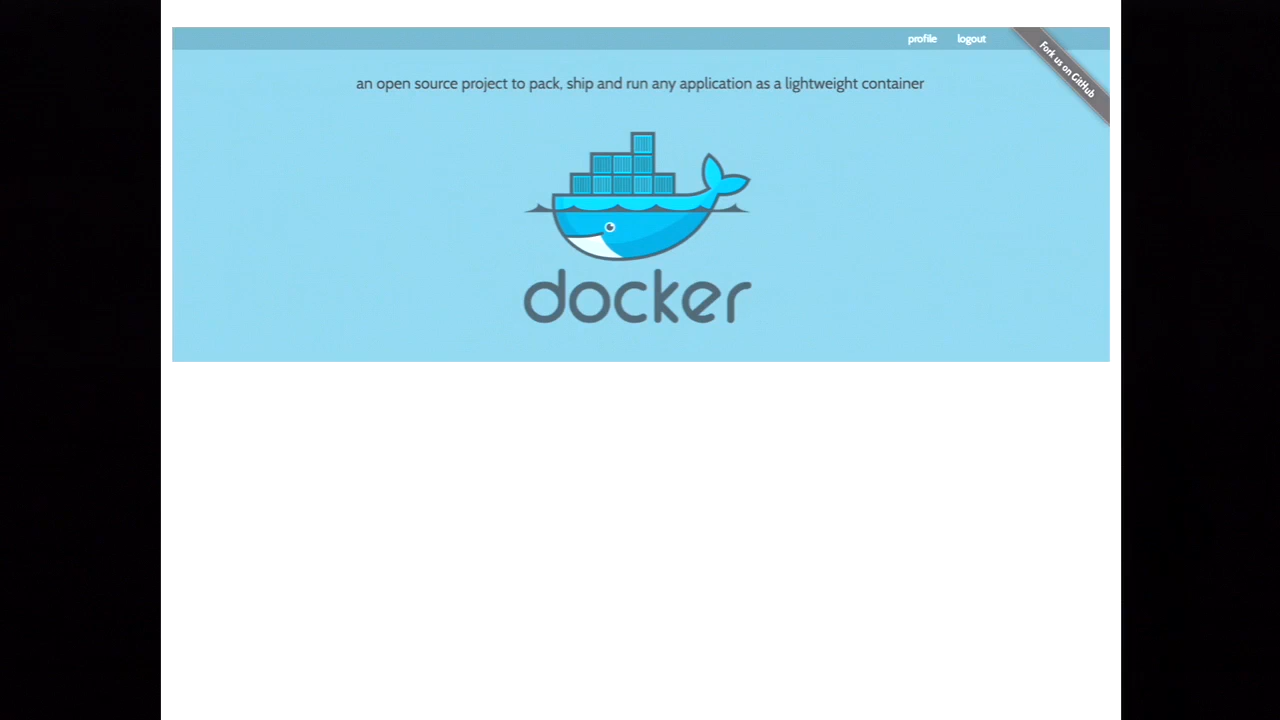 profile logout
Fork us on GitHub
an open source project to pack, ship and run any application as a lightweight container
docker